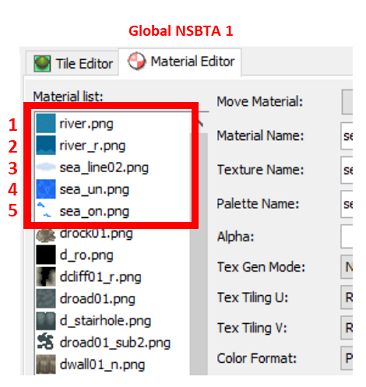 Global NSBTA 1
Tile Editor Material Editor
Material list:
1 river.png
2 river_r.png
3 sea_line02.png
4 sea_un.png
5 sea_on.png
drock01.png
d_ro.png
dcliff01_r.png
droad01.png
d_stairhole.png
droad01_sub2.png
dwall01_n.png
Move Material:
Material Name: se
Texture Name: se
Palette Name: se
Alpha:
Tex Gen Mode: N
Tex Tiling U: R
Tex Tiling V: R
Color Format: P